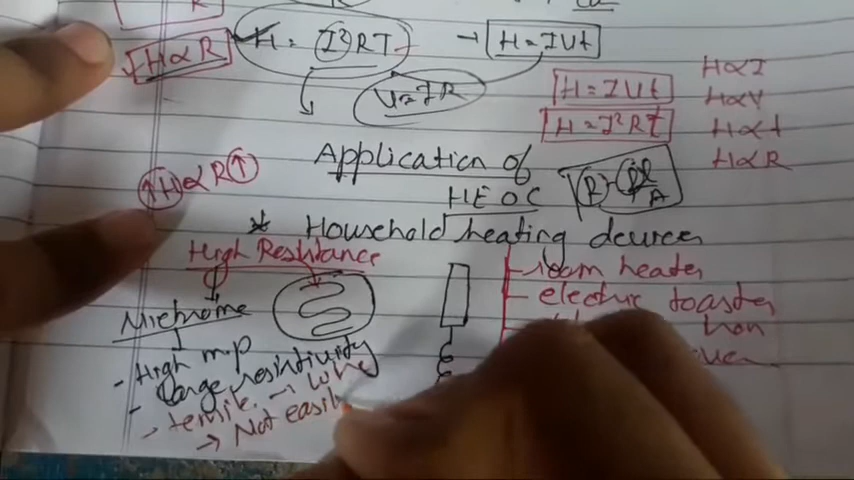 R
H∝R H = I²RT → H = IVt
V=IR
H = IVt
H = I²Rt
H∝I
H∝V
H∝t
H∝R
↑H∝R↑
Application of
HEOC
R = ρl/A
* Household heating devices
High Resistance
room heater
electric toaster
Iron
Nichrome
- High m.p
- Large resistivity
- tensile. →
→ Not easily